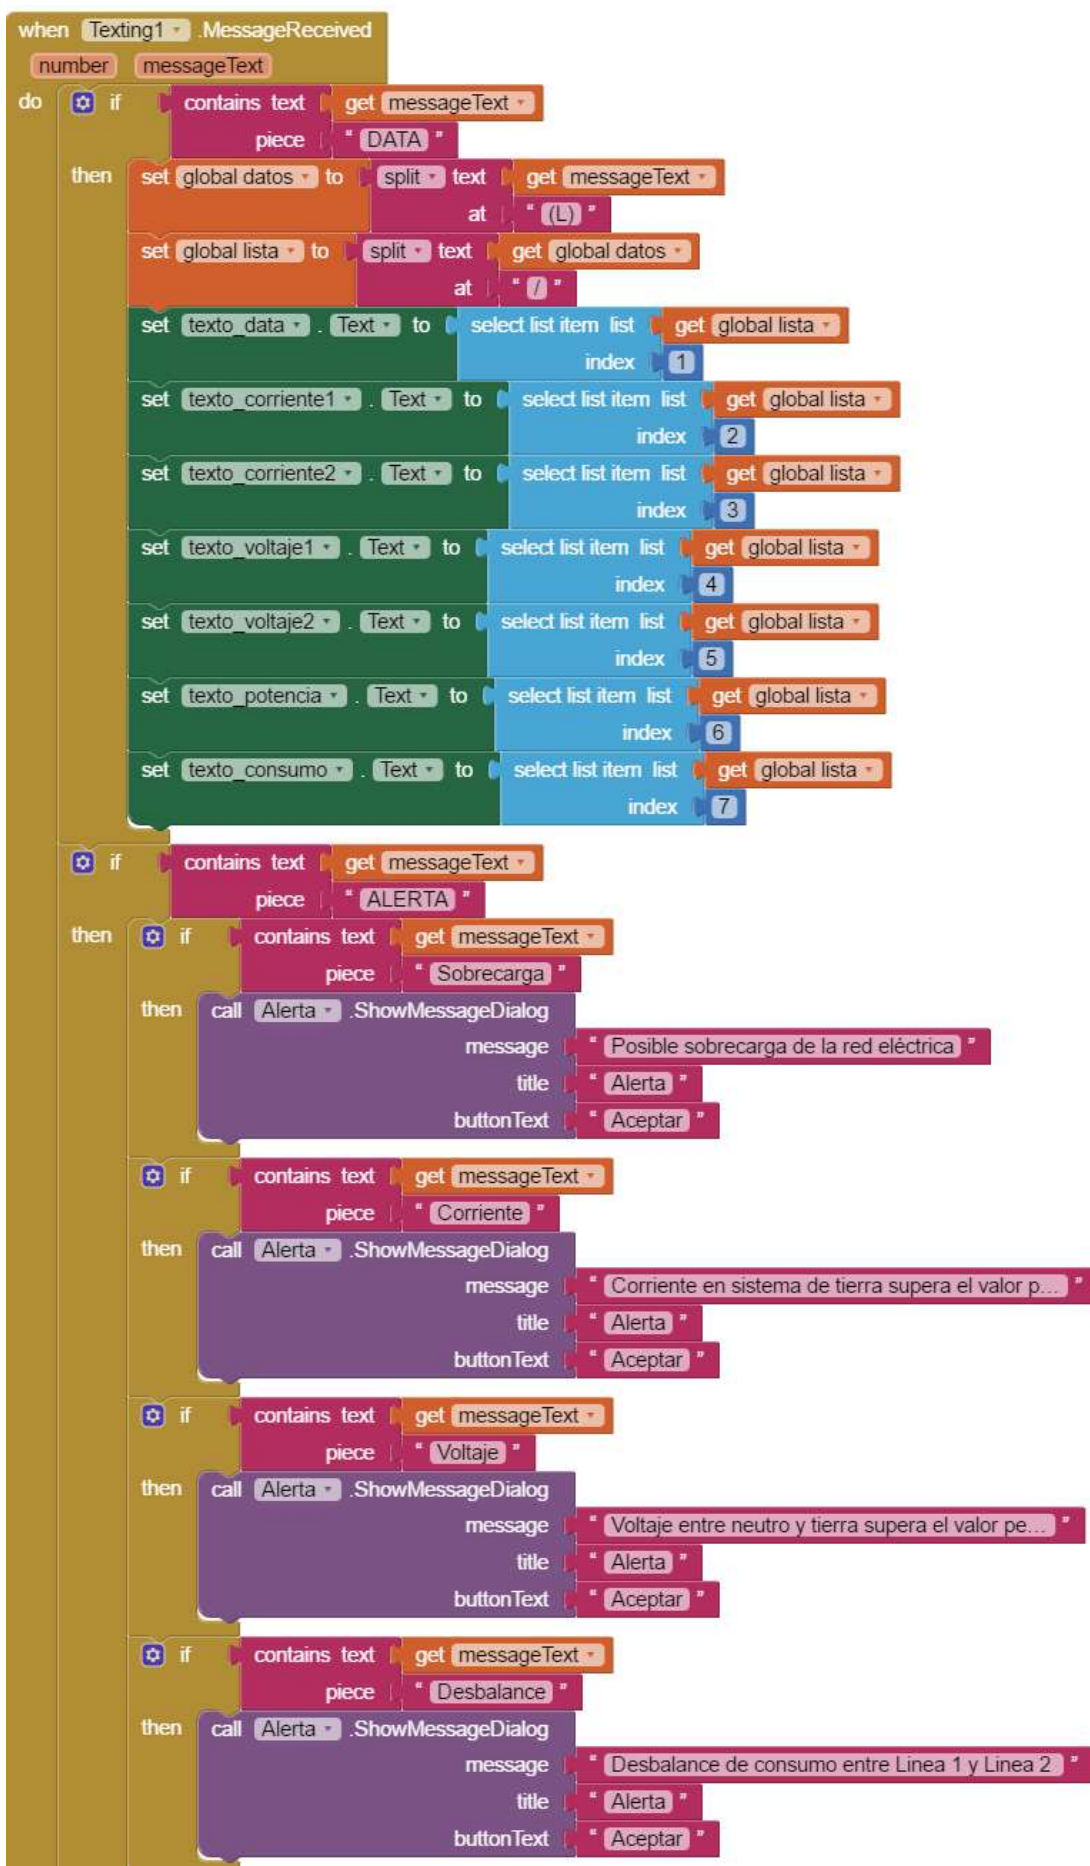 when Texting1 .MessageReceived
number messageText
do if contains text get messageText
piece " DATA "
then set global datos to split text get messageText
at " (L) "
set global lista to split text get global datos
at " / "
set texto_data . Text to select list item list get global lista
index 1
set texto_corriente1 . Text to select list item list get global lista
index 2
set texto_corriente2 . Text to select list item list get global lista
index 3
set texto_voltaje1 . Text to select list item list get global lista
index 4
set texto_voltaje2 . Text to select list item list get global lista
index 5
set texto_potencia . Text to select list item list get global lista
index 6
set texto_consumo . Text to select list item list get global lista
index 7
if contains text get messageText
piece " ALERTA "
then if contains text get messageText
piece " Sobrecarga "
then call Alerta .ShowMessageDialog
message " Posible sobrecarga de la red eléctrica "
title " Alerta "
buttonText " Aceptar "
if contains text get messageText
piece " Corriente "
then call Alerta .ShowMessageDialog
message " Corriente en sistema de tierra supera el valor p... "
title " Alerta "
buttonText " Aceptar "
if contains text get messageText
piece " Voltaje "
then call Alerta .ShowMessageDialog
message " Voltaje entre neutro y tierra supera el valor pe... "
title " Alerta "
buttonText " Aceptar "
if contains text get messageText
piece " Desbalance "
then call Alerta .ShowMessageDialog
message " Desbalance de consumo entre Linea 1 y Linea 2 "
title " Alerta "
buttonText " Aceptar "